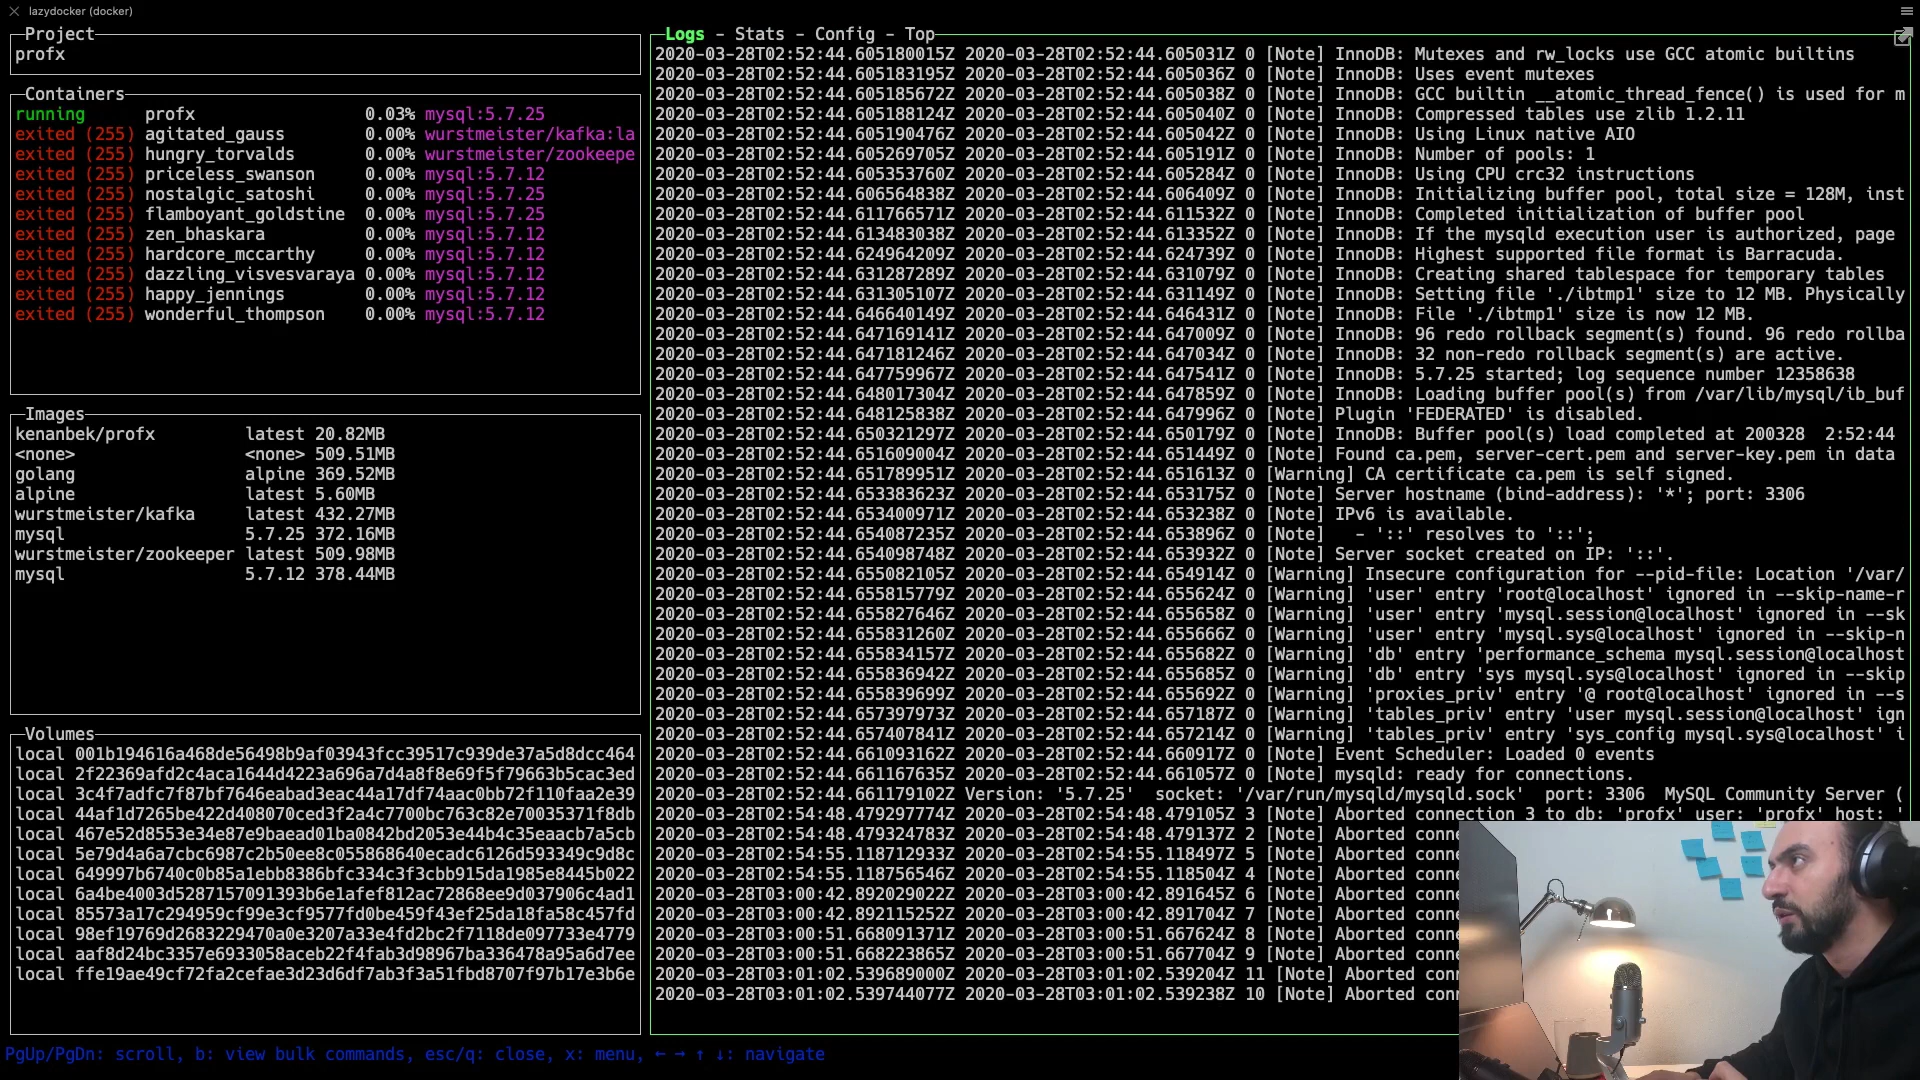 lazydocker (docker)
Project
profx
Containers
running profx 0.03% mysql:5.7.25
exited (255) agitated_gauss 0.00% wurstmeister/kafka:la
exited (255) hungry_torvalds 0.00% wurstmeister/zookeepe
exited (255) priceless_swanson 0.00% mysql:5.7.12
exited (255) nostalgic_satoshi 0.00% mysql:5.7.25
exited (255) flamboyant_goldstine 0.00% mysql:5.7.25
exited (255) zen_bhaskara 0.00% mysql:5.7.12
exited (255) hardcore_mccarthy 0.00% mysql:5.7.12
exited (255) dazzling_visvesvaraya 0.00% mysql:5.7.12
exited (255) happy_jennings 0.00% mysql:5.7.12
exited (255) wonderful_thompson 0.00% mysql:5.7.12
Images
kenanbek/profx latest 20.82MB
<none> <none> 509.51MB
golang alpine 369.52MB
alpine latest 5.60MB
wurstmeister/kafka latest 432.27MB
mysql 5.7.25 372.16MB
wurstmeister/zookeeper latest 509.98MB
mysql 5.7.12 378.44MB
Volumes
local 001b194616a468de56498b9af03943fcc39517c939de37a5d8dcc464
local 2f22369afd2c4aca1644d4223a696a7d4a8f8e69f5f79663b5cac3ed
local 3c4f7adfc7f87bf7646eabad3eac44a17df74aac0bb72f110faa2e39
local 44af1d7265be422d408070ced3f2a4c7700bc763c82e70035371f8db
local 467e52d8553e34e87e9baead01ba0842bd2053e44b4c35eaacb7a5cb
local 5e79d4a6a7cbc6987c2b50ee8c055868640ecadc6126d593349c9d8c
local 649997b6740c0b85a1ebb8386bfc334c3f3cbb915da1985e8445b022
local 6a4be4003d5287157091393b6e1afef812ac72868ee9d037906c4ad1
local 85573a17c294959cf99e3cf9577fd0be459f43ef25da18fa58c457fd
local 98ef19769d2683229470a0e3207a33e4fd2bc2f7118de097733e4779
local aaf8d24bc3357e6933058aceb22f4fab3d98967ba336478a95a6d7ee
local ffe19ae49cf72fa2cefae3d23d6df7ab3f3a51fbd8707f97b17e3b6e
Logs - Stats - Config - Top
2020-03-28T02:52:44.605180015Z 2020-03-28T02:52:44.605031Z 0 [Note] InnoDB: Mutexes and rw_locks use GCC atomic builtins
2020-03-28T02:52:44.605183195Z 2020-03-28T02:52:44.605036Z 0 [Note] InnoDB: Uses event mutexes
2020-03-28T02:52:44.605185672Z 2020-03-28T02:52:44.605038Z 0 [Note] InnoDB: GCC builtin __atomic_thread_fence() is used for m
2020-03-28T02:52:44.605188124Z 2020-03-28T02:52:44.605040Z 0 [Note] InnoDB: Compressed tables use zlib 1.2.11
2020-03-28T02:52:44.605190476Z 2020-03-28T02:52:44.605042Z 0 [Note] InnoDB: Using Linux native AIO
2020-03-28T02:52:44.605269705Z 2020-03-28T02:52:44.605191Z 0 [Note] InnoDB: Number of pools: 1
2020-03-28T02:52:44.605353760Z 2020-03-28T02:52:44.605284Z 0 [Note] InnoDB: Using CPU crc32 instructions
2020-03-28T02:52:44.606564838Z 2020-03-28T02:52:44.606409Z 0 [Note] InnoDB: Initializing buffer pool, total size = 128M, inst
2020-03-28T02:52:44.611766571Z 2020-03-28T02:52:44.611532Z 0 [Note] InnoDB: Completed initialization of buffer pool
2020-03-28T02:52:44.613483038Z 2020-03-28T02:52:44.613352Z 0 [Note] InnoDB: If the mysqld execution user is authorized, page
2020-03-28T02:52:44.624964209Z 2020-03-28T02:52:44.624739Z 0 [Note] InnoDB: Highest supported file format is Barracuda.
2020-03-28T02:52:44.631287289Z 2020-03-28T02:52:44.631079Z 0 [Note] InnoDB: Creating shared tablespace for temporary tables
2020-03-28T02:52:44.631305107Z 2020-03-28T02:52:44.631149Z 0 [Note] InnoDB: Setting file './ibtmp1' size to 12 MB. Physically
2020-03-28T02:52:44.646640149Z 2020-03-28T02:52:44.646431Z 0 [Note] InnoDB: File './ibtmp1' size is now 12 MB.
2020-03-28T02:52:44.647169141Z 2020-03-28T02:52:44.647009Z 0 [Note] InnoDB: 96 redo rollback segment(s) found. 96 redo rollba
2020-03-28T02:52:44.647181246Z 2020-03-28T02:52:44.647034Z 0 [Note] InnoDB: 32 non-redo rollback segment(s) are active.
2020-03-28T02:52:44.647759967Z 2020-03-28T02:52:44.647541Z 0 [Note] InnoDB: 5.7.25 started; log sequence number 12358638
2020-03-28T02:52:44.648017304Z 2020-03-28T02:52:44.647859Z 0 [Note] InnoDB: Loading buffer pool(s) from /var/lib/mysql/ib_buf
2020-03-28T02:52:44.648125838Z 2020-03-28T02:52:44.647996Z 0 [Note] Plugin 'FEDERATED' is disabled.
2020-03-28T02:52:44.650321297Z 2020-03-28T02:52:44.650179Z 0 [Note] InnoDB: Buffer pool(s) load completed at 200328  2:52:44
2020-03-28T02:52:44.651609004Z 2020-03-28T02:52:44.651449Z 0 [Note] Found ca.pem, server-cert.pem and server-key.pem in data
2020-03-28T02:52:44.651789951Z 2020-03-28T02:52:44.651613Z 0 [Warning] CA certificate ca.pem is self signed.
2020-03-28T02:52:44.653383623Z 2020-03-28T02:52:44.653175Z 0 [Note] Server hostname (bind-address): '*'; port: 3306
2020-03-28T02:52:44.653400971Z 2020-03-28T02:52:44.653238Z 0 [Note] IPv6 is available.
2020-03-28T02:52:44.654087235Z 2020-03-28T02:52:44.653896Z 0 [Note]   - '::' resolves to '::';
2020-03-28T02:52:44.654098748Z 2020-03-28T02:52:44.653932Z 0 [Note] Server socket created on IP: '::'.
2020-03-28T02:52:44.655082105Z 2020-03-28T02:52:44.654914Z 0 [Warning] Insecure configuration for --pid-file: Location '/var/
2020-03-28T02:52:44.655815779Z 2020-03-28T02:52:44.655624Z 0 [Warning] 'user' entry 'root@localhost' ignored in --skip-name-r
2020-03-28T02:52:44.655827646Z 2020-03-28T02:52:44.655658Z 0 [Warning] 'user' entry 'mysql.session@localhost' ignored in --sk
2020-03-28T02:52:44.655831260Z 2020-03-28T02:52:44.655666Z 0 [Warning] 'user' entry 'mysql.sys@localhost' ignored in --skip-n
2020-03-28T02:52:44.655834157Z 2020-03-28T02:52:44.655682Z 0 [Warning] 'db' entry 'performance_schema mysql.session@localhost
2020-03-28T02:52:44.655836942Z 2020-03-28T02:52:44.655685Z 0 [Warning] 'db' entry 'sys mysql.sys@localhost' ignored in --skip
2020-03-28T02:52:44.655839699Z 2020-03-28T02:52:44.655692Z 0 [Warning] 'proxies_priv' entry '@ root@localhost' ignored in --s
2020-03-28T02:52:44.657397973Z 2020-03-28T02:52:44.657187Z 0 [Warning] 'tables_priv' entry 'user mysql.session@localhost' ign
2020-03-28T02:52:44.657407841Z 2020-03-28T02:52:44.657214Z 0 [Warning] 'tables_priv' entry 'sys_config mysql.sys@localhost' i
2020-03-28T02:52:44.661093162Z 2020-03-28T02:52:44.660917Z 0 [Note] Event Scheduler: Loaded 0 events
2020-03-28T02:52:44.661167635Z 2020-03-28T02:52:44.661057Z 0 [Note] mysqld: ready for connections.
2020-03-28T02:52:44.661179102Z Version: '5.7.25'  socket: '/var/run/mysqld/mysqld.sock'  port: 3306  MySQL Community Server (
2020-03-28T02:54:48.479297774Z 2020-03-28T02:54:48.479105Z 3 [Note] Aborted connection 3 to db: 'profx' user: 'profx' host: '
2020-03-28T02:54:48.479324783Z 2020-03-28T02:54:48.479137Z 2 [Note] Aborted conne
2020-03-28T02:54:55.118712933Z 2020-03-28T02:54:55.118497Z 5 [Note] Aborted conne
2020-03-28T02:54:55.118756546Z 2020-03-28T02:54:55.118504Z 4 [Note] Aborted conne
2020-03-28T03:00:42.892029022Z 2020-03-28T03:00:42.891645Z 6 [Note] Aborted conne
2020-03-28T03:00:42.892115252Z 2020-03-28T03:00:42.891704Z 7 [Note] Aborted conne
2020-03-28T03:00:51.668091371Z 2020-03-28T03:00:51.667624Z 8 [Note] Aborted conne
2020-03-28T03:00:51.668223865Z 2020-03-28T03:00:51.667704Z 9 [Note] Aborted conne
2020-03-28T03:01:02.539689000Z 2020-03-28T03:01:02.539204Z 11 [Note] Aborted conn
2020-03-28T03:01:02.539744077Z 2020-03-28T03:01:02.539238Z 10 [Note] Aborted conn
PgUp/PgDn: scroll, b: view bulk commands, esc/q: close, x: menu, ← → ↑ ↓: navigate